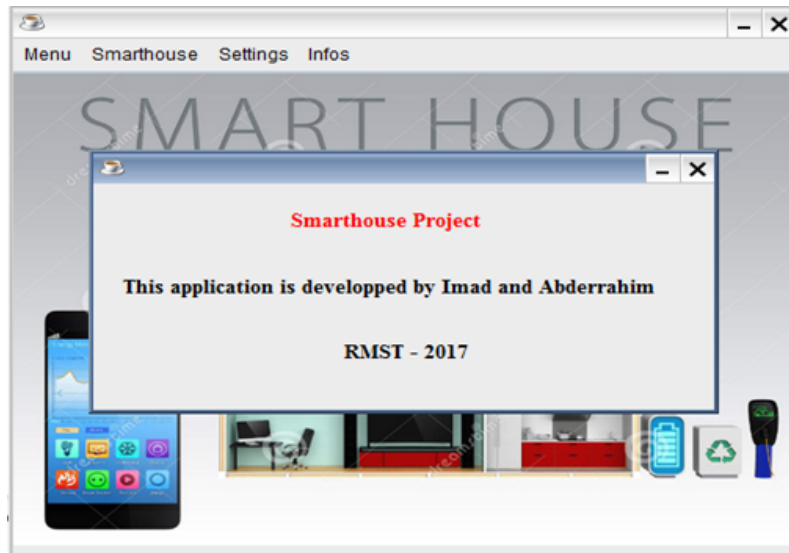 Menu Smarthouse Settings Infos
SMART HOUSE
Smarthouse Project
This application is developped by Imad and Abderrahim
RMST - 2017